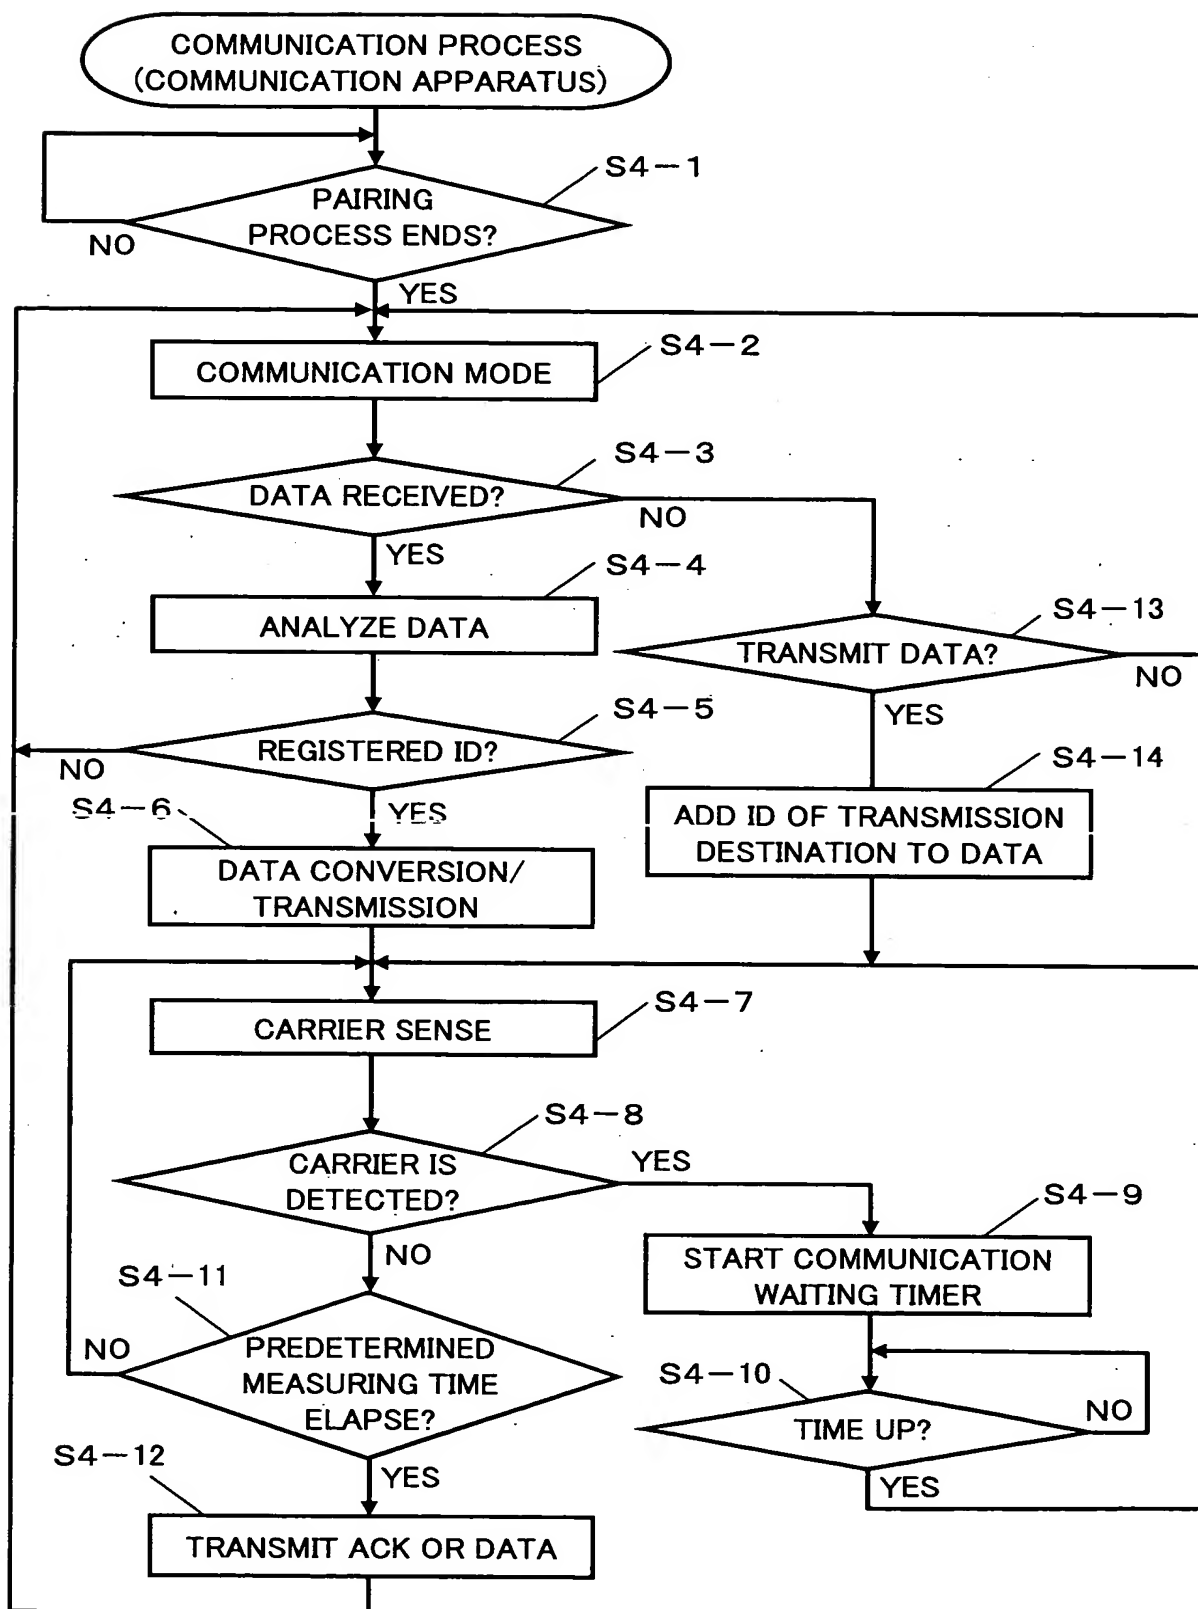 COMMUNICATION PROCESS
(COMMUNICATION APPARATUS)
S4-1
PAIRING
PROCESS ENDS?
NO
YES
S4-2
COMMUNICATION MODE
S4-3
DATA RECEIVED?
NO
YES
S4-4
ANALYZE DATA
S4-13
TRANSMIT DATA?
NO
YES
S4-5
REGISTERED ID?
NO
YES
S4-14
ADD ID OF TRANSMISSION
DESTINATION TO DATA
S4-6
DATA CONVERSION/
TRANSMISSION
S4-7
CARRIER SENSE
S4-8
CARRIER IS
DETECTED?
YES
NO
S4-9
START COMMUNICATION
WAITING TIMER
S4-11
PREDETERMINED
MEASURING TIME
ELAPSE?
NO
YES
S4-10
TIME UP?
NO
YES
S4-12
TRANSMIT ACK OR DATA